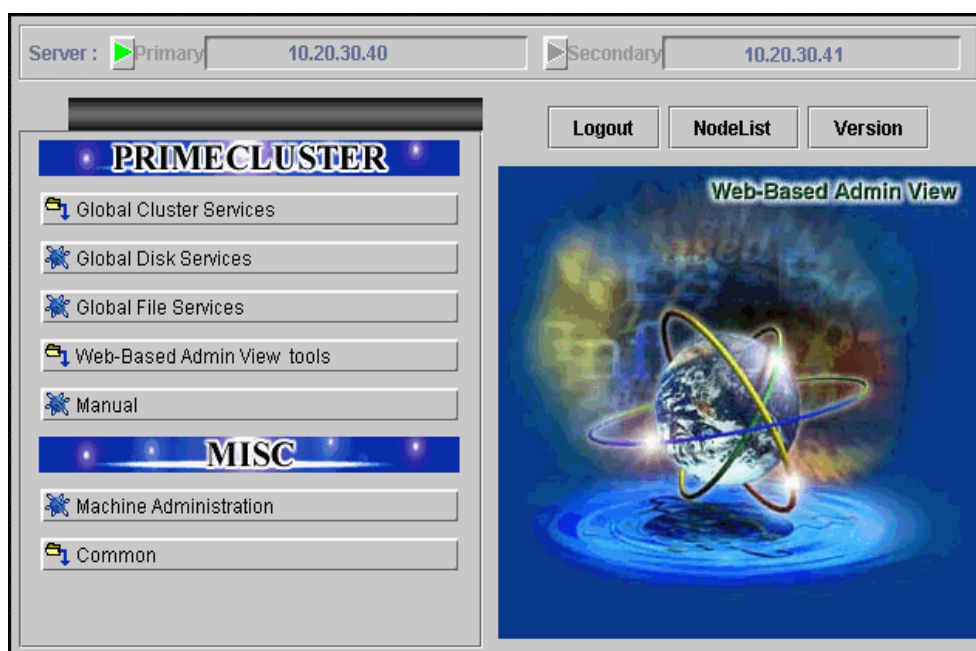 Server : Primary 10.20.30.40 Secondary 10.20.30.41
Logout NodeList Version
PRIMECLUSTER
Global Cluster Services
Global Disk Services
Global File Services
Web-Based Admin View tools
Manual
MISC
Machine Administration
Common
Web-Based Admin View